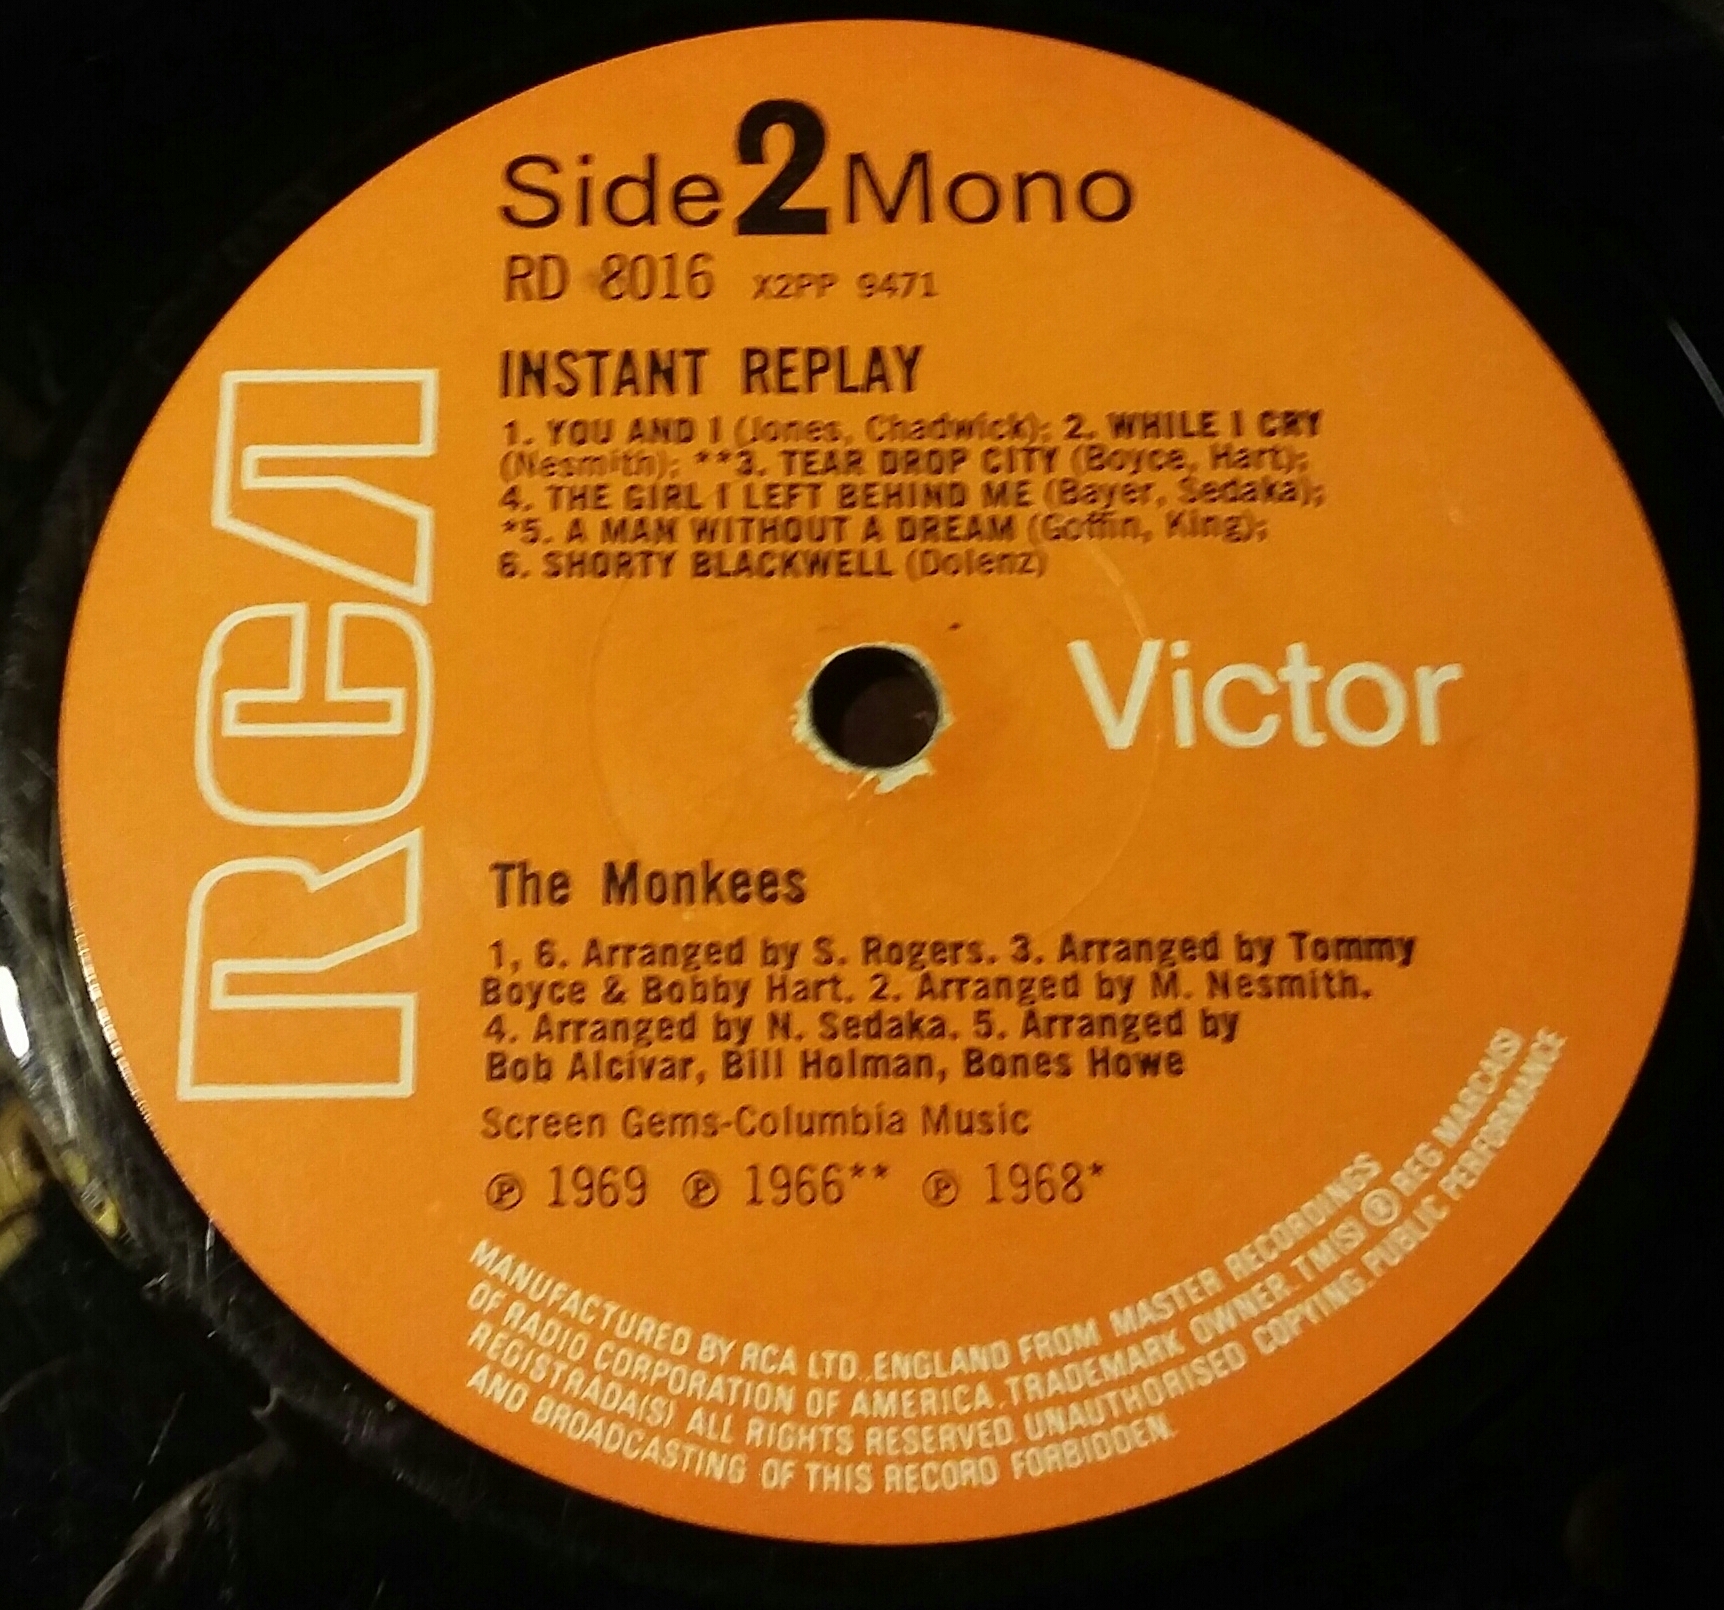 Side 2 Mono
RD 8016 X2PP 9471
INSTANT REPLAY
1. YOU AND I (Jones, Chadwick); 2. WHILE I CRY
(Nesmith); **3. TEAR DROP CITY (Boyce, Hart);
4. THE GIRL I LEFT BEHIND ME (Bayer, Sedaka);
*5. A MAN WITHOUT A DREAM (Goffin, King);
6. SHORTY BLACKWELL (Dolenz)
RCA
Victor
The Monkees
1, 6. Arranged by S. Rogers. 3. Arranged by Tommy
Boyce & Bobby Hart. 2. Arranged by M. Nesmith.
4. Arranged by N. Sedaka. 5. Arranged by
Bob Alcivar, Bill Holman, Bones Howe
Screen Gems-Columbia Music
℗ 1969 ℗ 1966** ℗ 1968*
MANUFACTURED BY RCA LTD., ENGLAND FROM MASTER RECORDINGS
OF RADIO CORPORATION OF AMERICA. TRADEMARK OWNER. TM(S) ® REG MARCA(S)
REGISTRADA(S) ALL RIGHTS RESERVED. UNAUTHORISED COPYING, PUBLIC PERFORMANCE
AND BROADCASTING OF THIS RECORD FORBIDDEN.